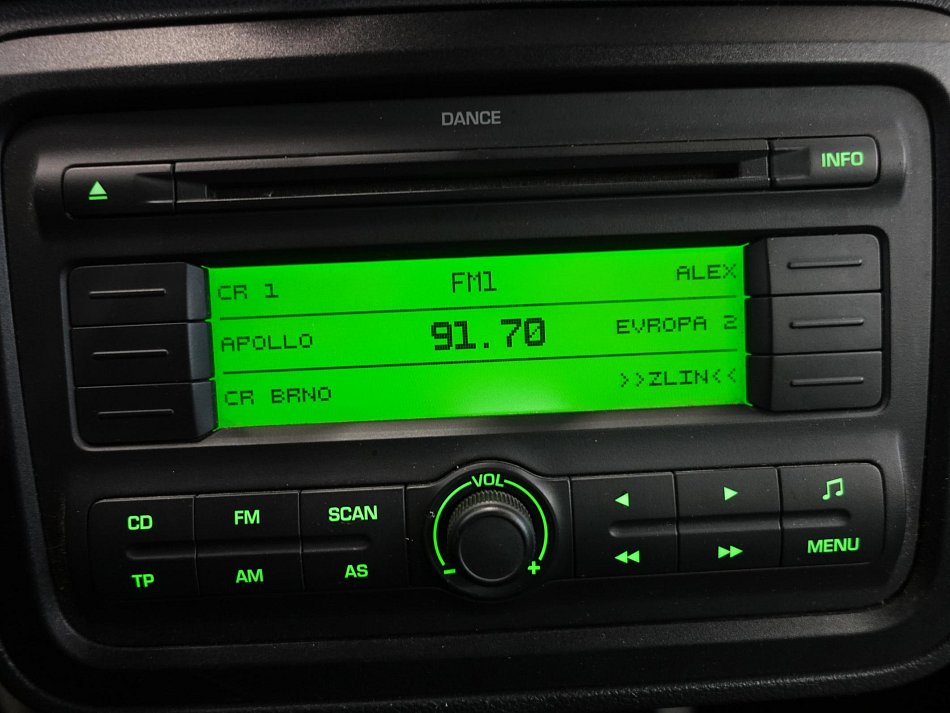 DANCE
INFO
CR 1 FM1 ALEX
APOLLO 91.70 EVROPA 2
CR BRNO >>ZLIN<<
VOL
CD FM SCAN
TP AM AS
- +
MENU